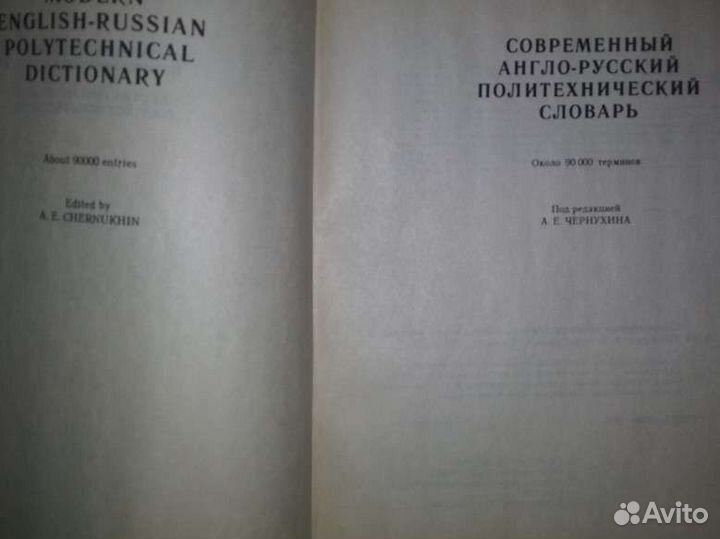 MODERN
ENGLISH-RUSSIAN
POLYTECHNICAL
DICTIONARY
About 90000 entries
Edited by
A. E. CHERNUKHIN
СОВРЕМЕННЫЙ
АНГЛО-РУССКИЙ
ПОЛИТЕХНИЧЕСКИЙ
СЛОВАРЬ
Около 90 000 терминов
Под редакцией
А. Е. ЧЕРНУХИНА
Avito